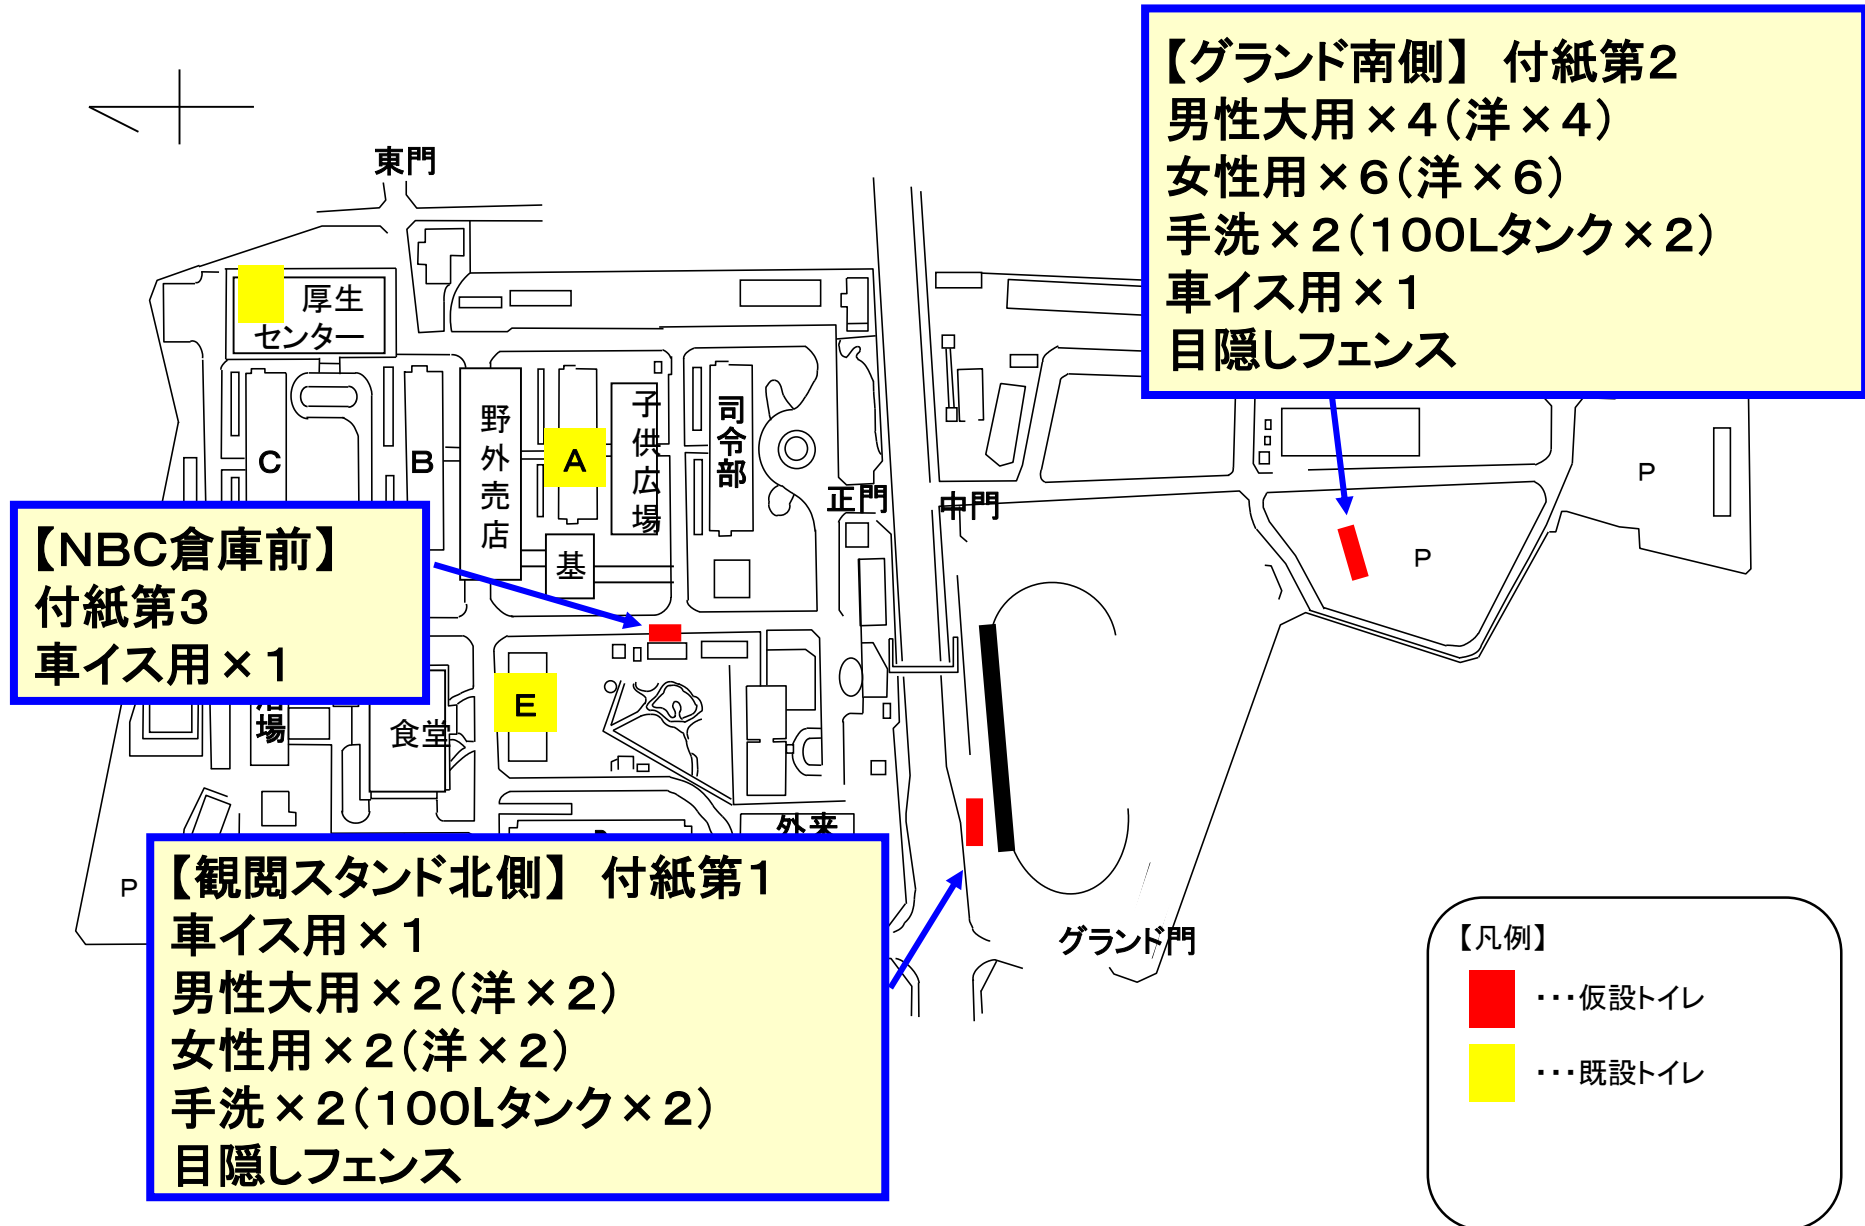 【グランド南側】 付紙第2
男性大用×4(洋×4)
女性用×6(洋×6)
手洗×2(100Lタンク×2)
車イス用×1
目隠しフェンス
東門
厚生
センター
C
B
野外売店
A
子供広場
司令部
基
正門
中門
P
P
【NBC倉庫前】
付紙第3
車イス用×1
E
場
食堂
外来
P
【観閲スタンド北側】 付紙第1
車イス用×1
男性大用×2(洋×2)
女性用×2(洋×2)
手洗×2(100Lタンク×2)
目隠しフェンス
グランド門
【凡例】
･･･仮設トイレ
･･･既設トイレ